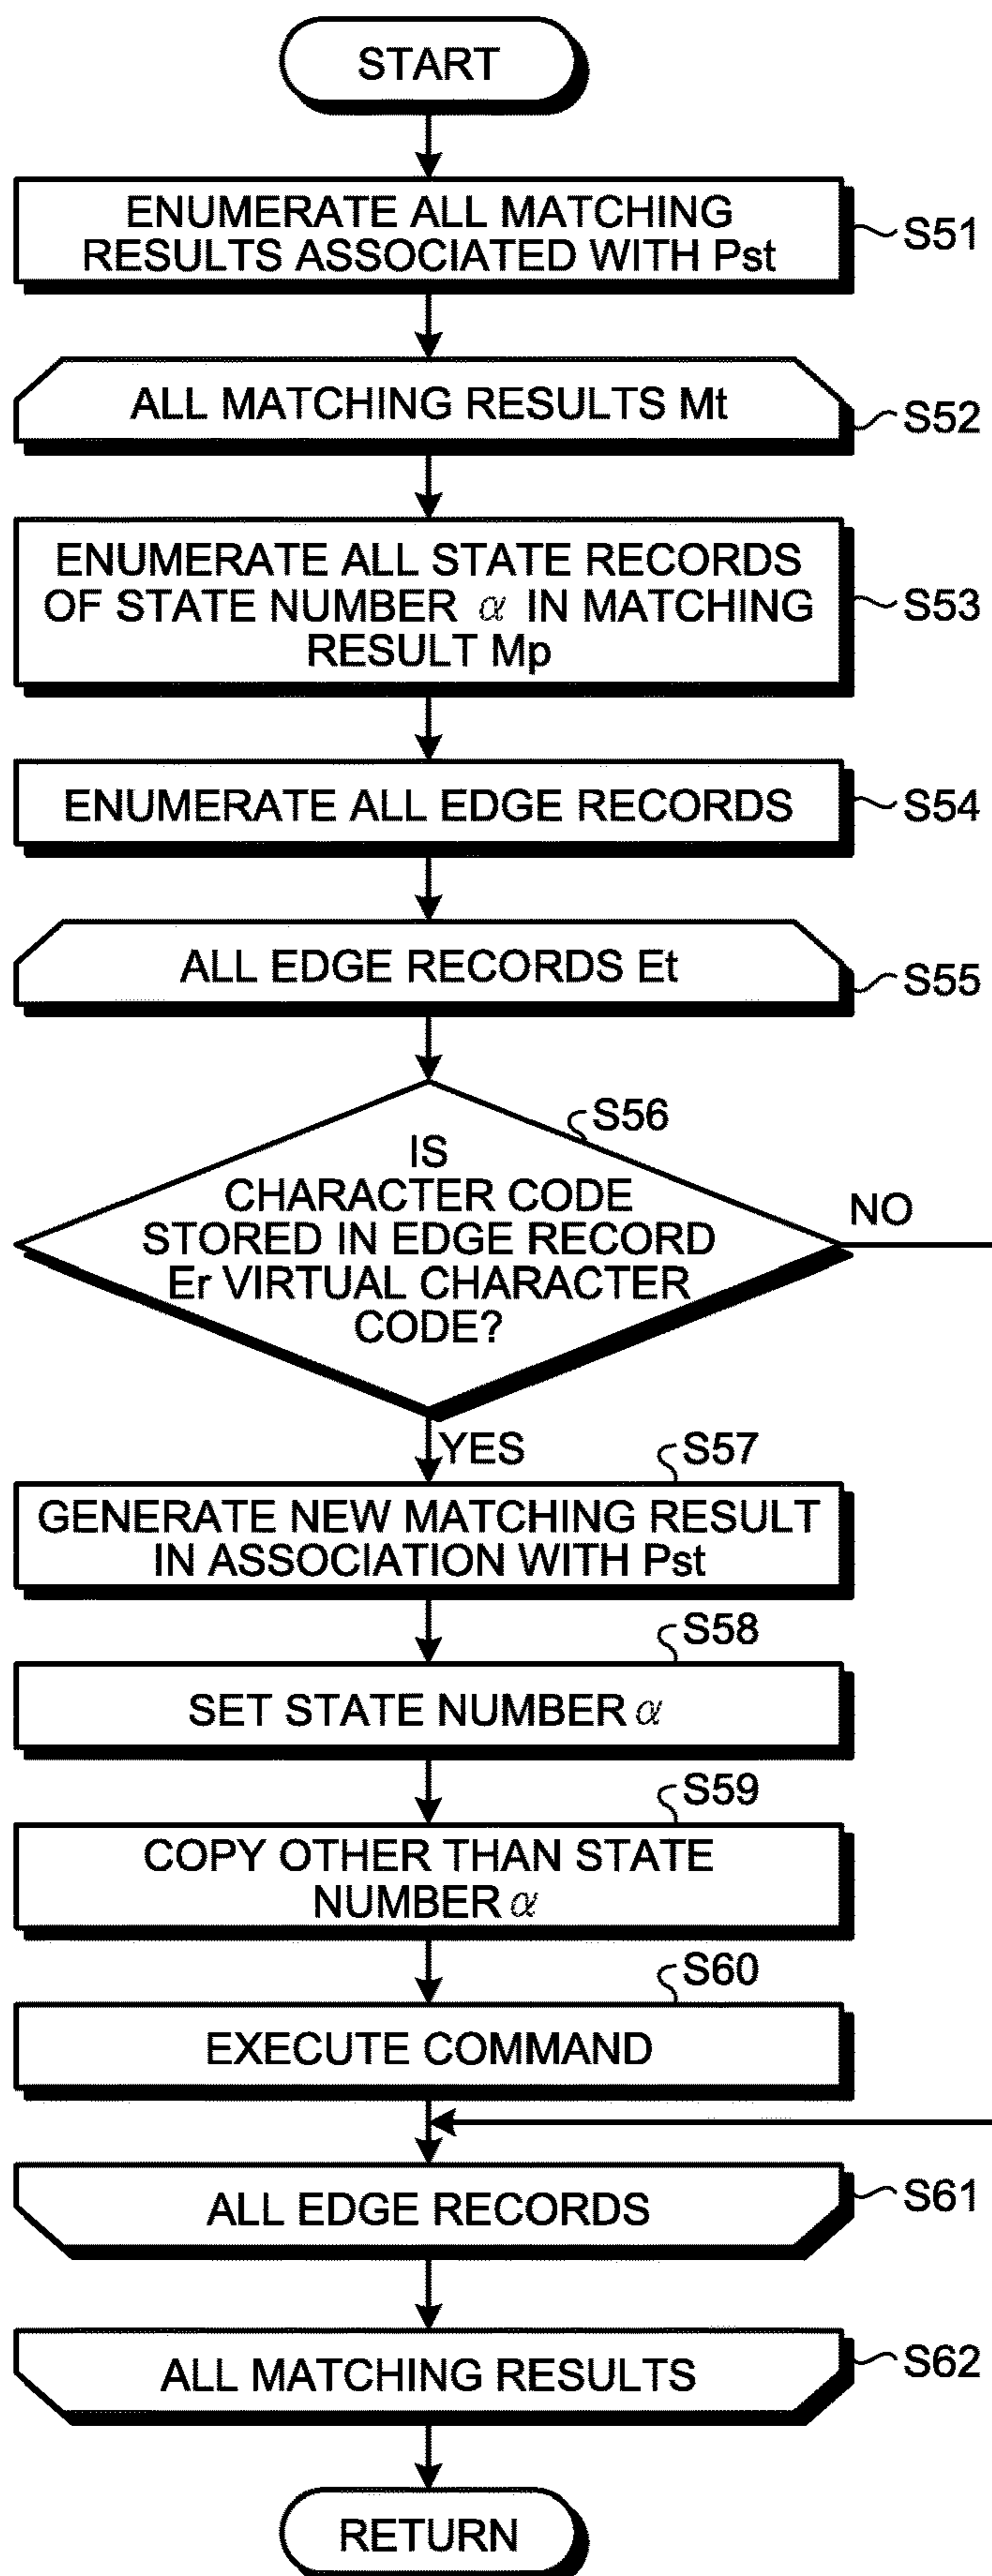 START
ENUMERATE ALL MATCHING
RESULTS ASSOCIATED WITH Pst
S51
ALL MATCHING RESULTS Mt
S52
ENUMERATE ALL STATE RECORDS
OF STATE NUMBER α IN MATCHING
RESULT Mp
S53
ENUMERATE ALL EDGE RECORDS
S54
ALL EDGE RECORDS Et
S55
S56
IS
CHARACTER CODE
STORED IN EDGE RECORD
Er VIRTUAL CHARACTER
CODE?
NO
YES
S57
GENERATE NEW MATCHING RESULT
IN ASSOCIATION WITH Pst
S58
SET STATE NUMBER α
S59
COPY OTHER THAN STATE
NUMBER α
S60
EXECUTE COMMAND
ALL EDGE RECORDS
S61
ALL MATCHING RESULTS
S62
RETURN